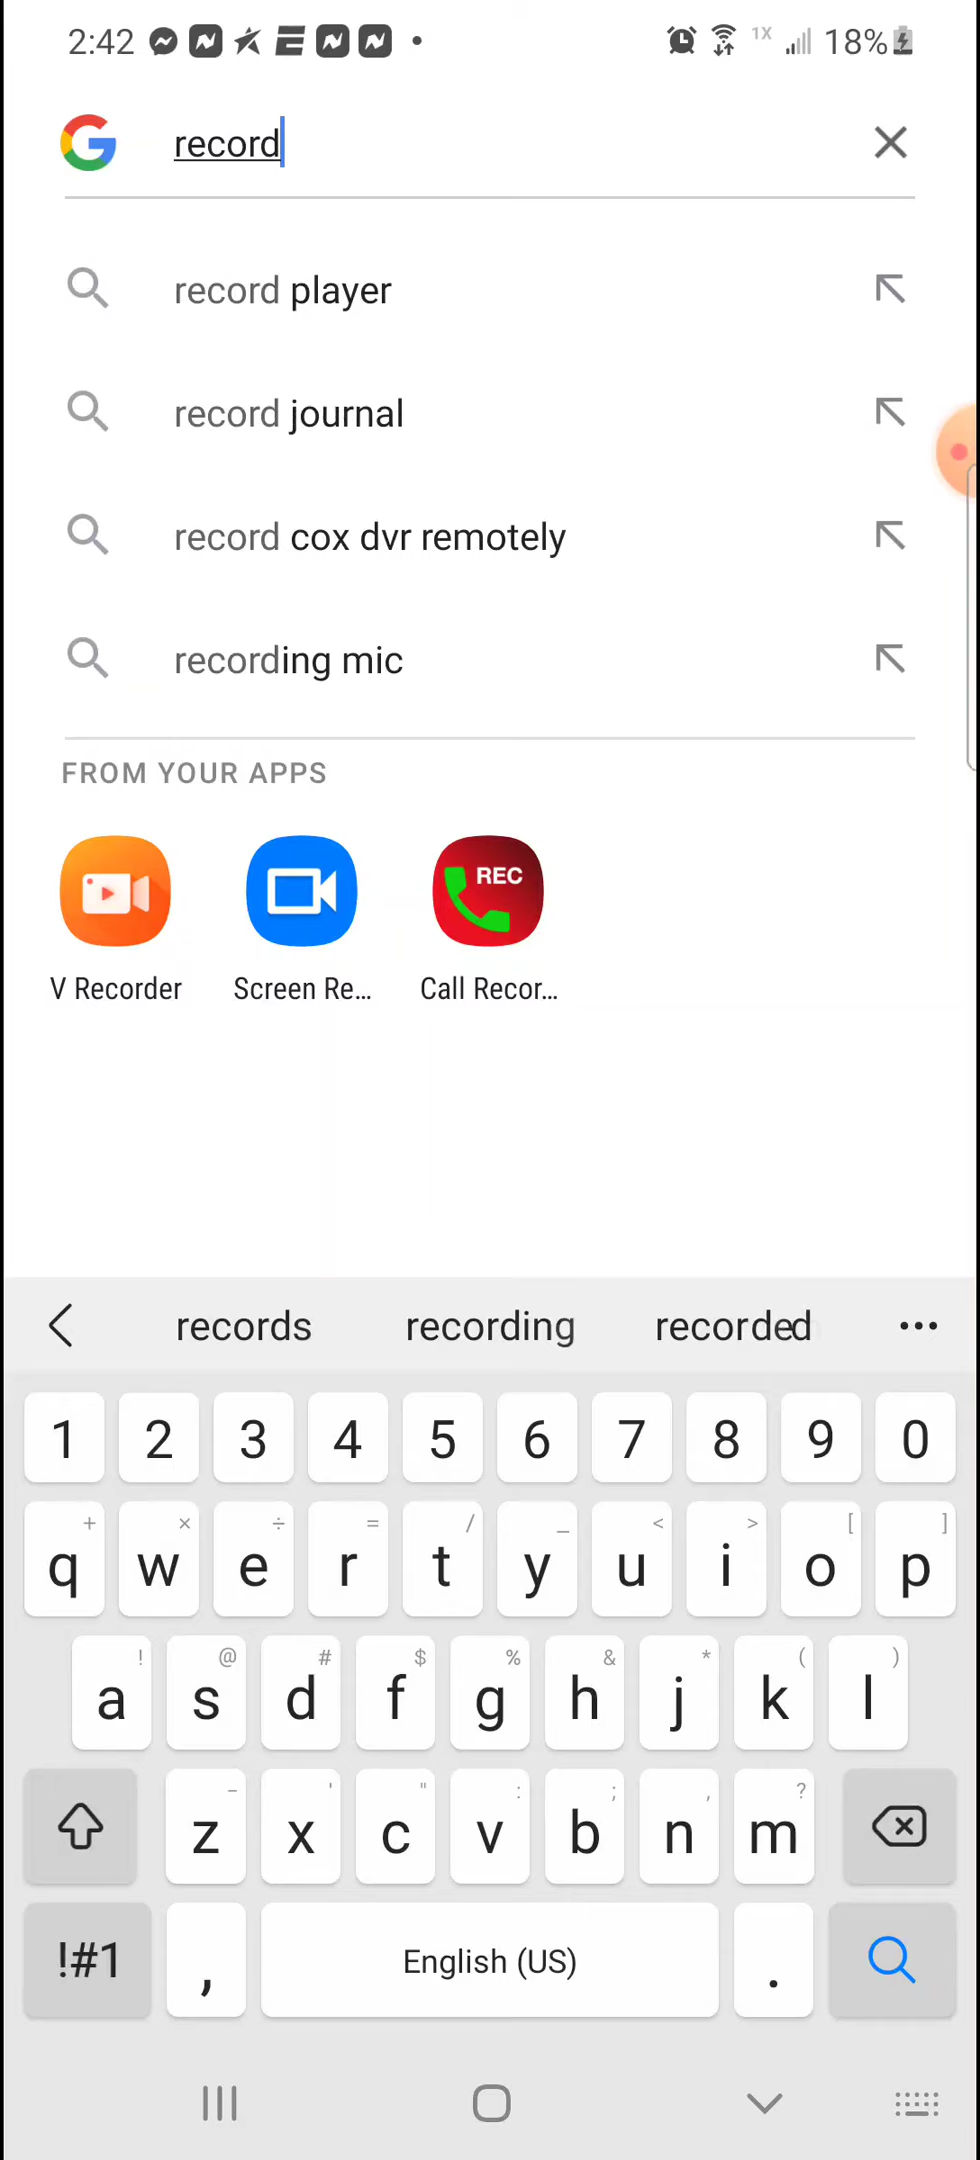 2:42 1X 18%
record
record player
record journal
record cox dvr remotely
recording mic
FROM YOUR APPS
REC
V Recorder Screen Re... Call Recor...
records recording recorded
1 2 3 4 5 6 7 8 9 0
+ × ÷ = / _ < > [ ]
q w e r t y u i o p
! @ # $ % & * ( )
a s d f g h j k l
- ' " : ; , ?
z x c v b n m
!#1 , English (US) .